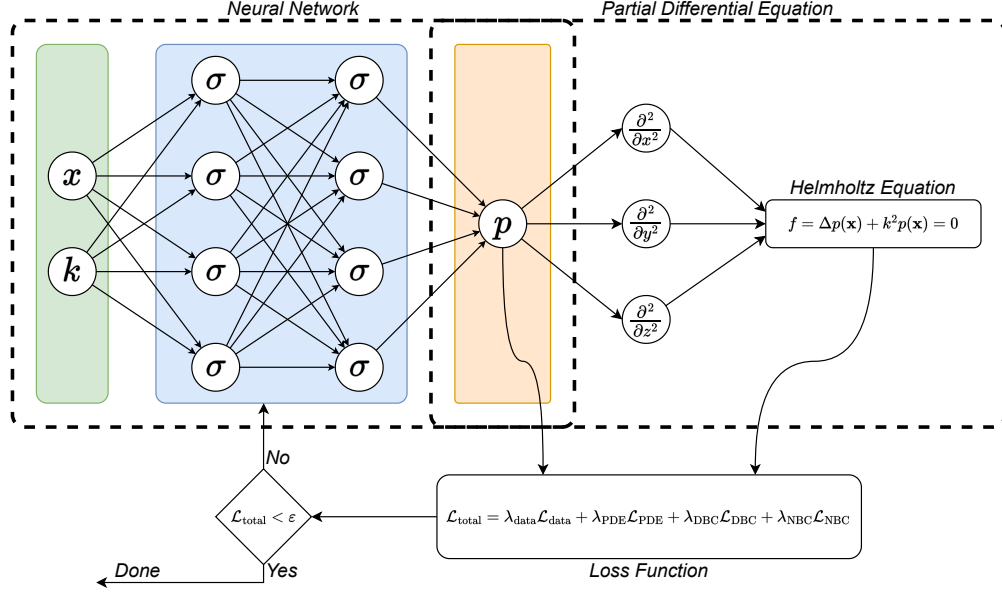 Neural Network
Partial Differential Equation
σ σ
σ σ
σ σ
σ σ
x
k
p
∂²/∂x²
∂²/∂y²
∂²/∂z²
Helmholtz Equation
f = Δp(𝐱) + k²p(𝐱) = 0
No
ℒ_total < ε
Yes
Done
ℒ_total = λ_data ℒ_data + λ_PDE ℒ_PDE + λ_DBC ℒ_DBC + λ_NBC ℒ_NBC
Loss Function